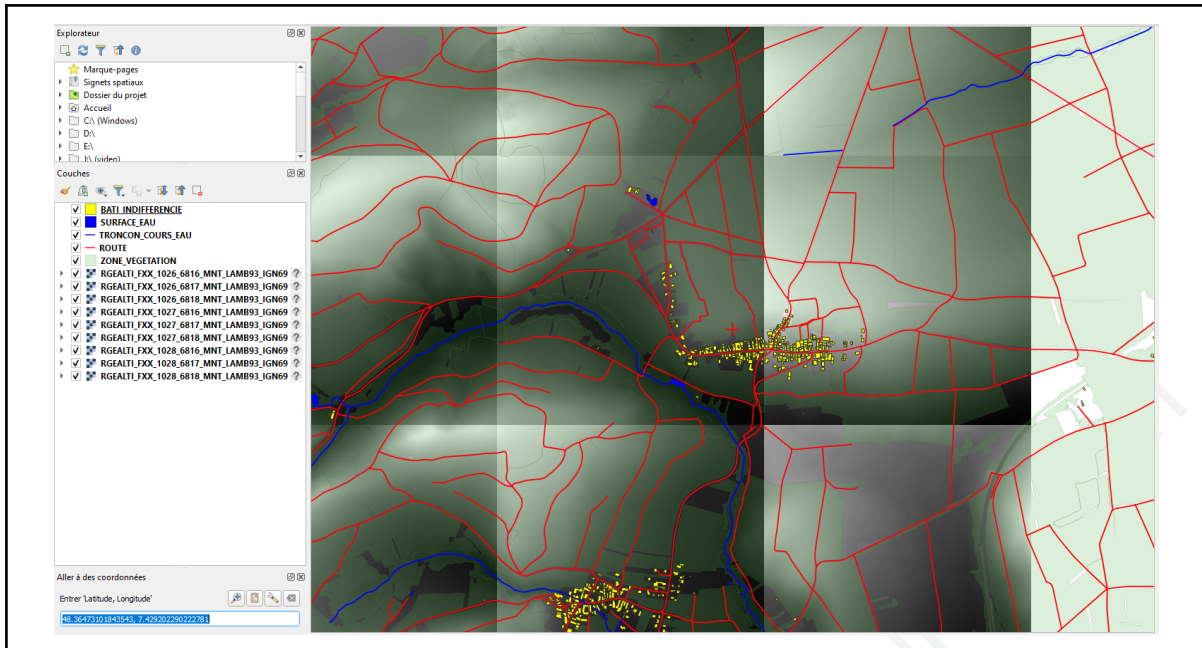 Explorateur
Marque-pages
Signets spatiaux
Dossier du projet
Accueil
C:\ (Windows)
D:\
E:\
I:\ (video)
Couches
BATI_INDIFFERENCIE
SURFACE_EAU
TRONCON_COURS_EAU
ROUTE
ZONE_VEGETATION
RGEALTI_FXX_1026_6816_MNT_LAMB93_IGN69
RGEALTI_FXX_1026_6817_MNT_LAMB93_IGN69
RGEALTI_FXX_1026_6818_MNT_LAMB93_IGN69
RGEALTI_FXX_1027_6816_MNT_LAMB93_IGN69
RGEALTI_FXX_1027_6817_MNT_LAMB93_IGN69
RGEALTI_FXX_1027_6818_MNT_LAMB93_IGN69
RGEALTI_FXX_1028_6816_MNT_LAMB93_IGN69
RGEALTI_FXX_1028_6817_MNT_LAMB93_IGN69
RGEALTI_FXX_1028_6818_MNT_LAMB93_IGN69
Aller à des coordonnées
Entrer 'Latitude, Longitude'
48.36473101843543, 7.429202290222781